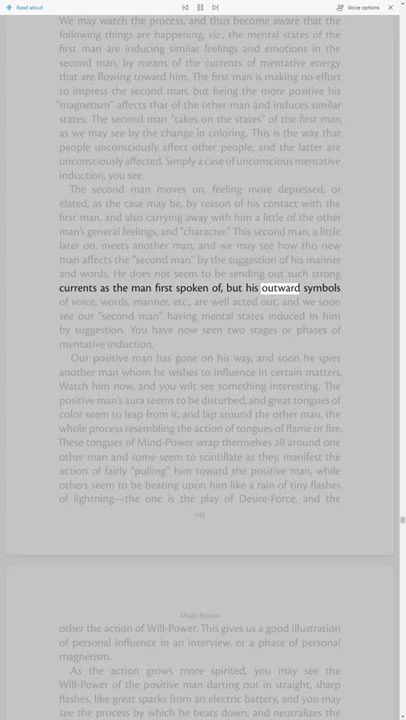 Read aloud
Voice options
We may watch the process, and thus become aware that the
following things are happening, viz., the mental states of the
first man are inducing similar feelings and emotions in the
second man, by means of the currents of mentative energy
that are flowing toward him. The first man is making no effort
to impress the second man, but being the more positive his
"magnetism" affects that of the other man and induces similar
states. The second man "takes on the states" of the first man,
as we may see by the change in coloring. This is the way that
people unconsciously affect other people, and the latter are
unconsciously affected. Simply a case of unconscious mentative
induction, you see.
The second man moves on, feeling more depressed, or
elated, as the case may be, by reason of his contact with the
first man, and also carrying away with him a little of the other
man's general feelings, and "character." This second man, a little
later on, meets another man, and we may see how this new
man affects the "second man" by the suggestion of his manner
and words. He does not seem to be sending out such strong
currents as the man first spoken of, but his outward symbols
of voice, words, manner, etc., are well acted out, and we soon
see our "second man" having mental states induced in him
by suggestion. You have now seen two stages or phases of
mentative induction.
Our positive man has gone on his way, and soon he spies
another man whom he wishes to influence in certain matters.
Watch him now, and you wilt see something interesting. The
positive man's aura seems to be disturbed, and great tongues of
color seem to leap from it, and lap around the other man, the
whole process resembling the action of tongues of flame or fire.
These tongues of Mind-Power wrap themselves all around one
other man and some seem to scintillate as they, manifest the
action of fairly "pulling" him toward the positive man, while
others seem to be beating upon him like a rain of tiny flashes
of lightning—the one is the play of Desire-Force, and the
145
Mind-Power
other the action of Will-Power. This gives us a good illustration
of personal influence in an interview, or a phase of personal
magnetism.
As the action grows more spirited, you may see the
Will-Power of the positive man darting out in straight, sharp
flashes, like great sparks from an electric battery, and you may
see the process by which he beats down, and neutralizes the